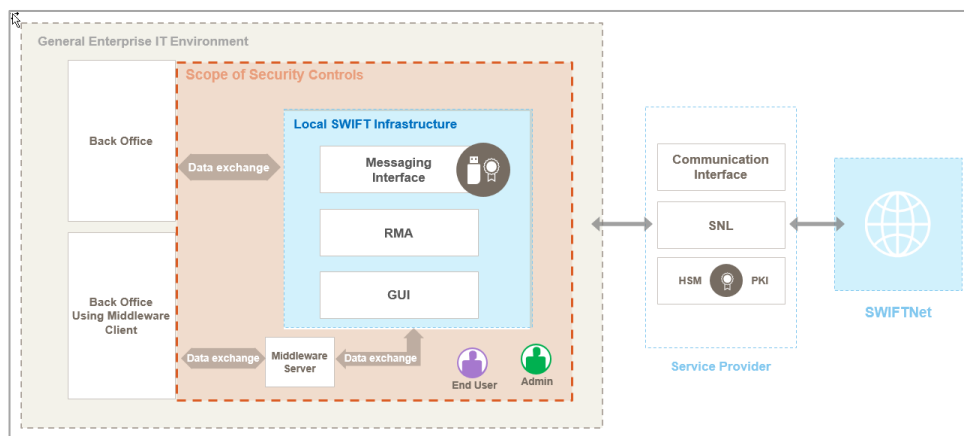 General Enterprise IT Environment
Scope of Security Controls
Back Office
Data exchange
Local SWIFT Infrastructure
Messaging
Interface
RMA
GUI
Back Office
Using Middleware
Client
Data exchange
Middleware
Server
Data exchange
End User
Admin
Communication
Interface
SNL
HSM
PKI
Service Provider
SWIFTNet